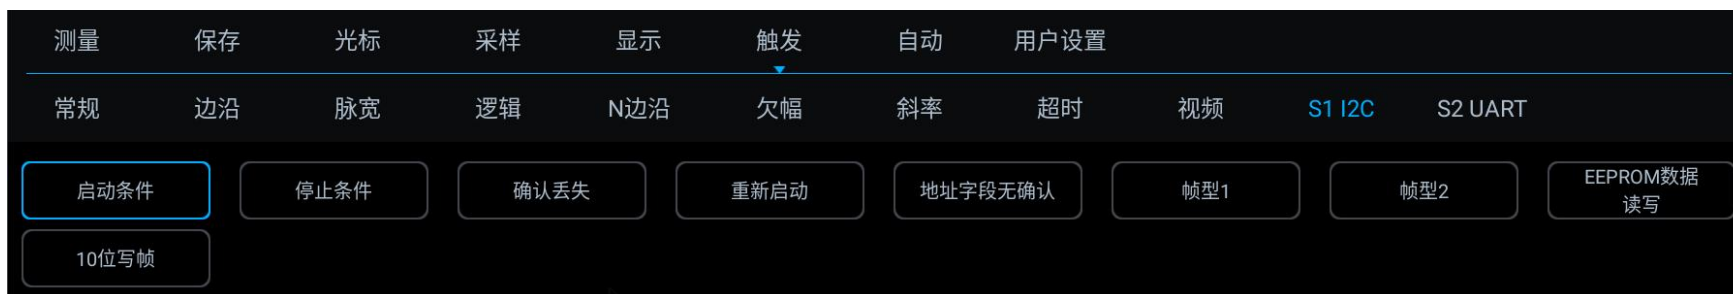 测量 保存 光标 采样 显示 触发 自动 用户设置
常规 边沿 脉宽 逻辑 N边沿 欠幅 斜率 超时 视频 S1 I2C S2 UART
启动条件 停止条件 确认丢失 重新启动 地址字段无确认 帧型1 帧型2 EEPROM数据
读写
10位写帧